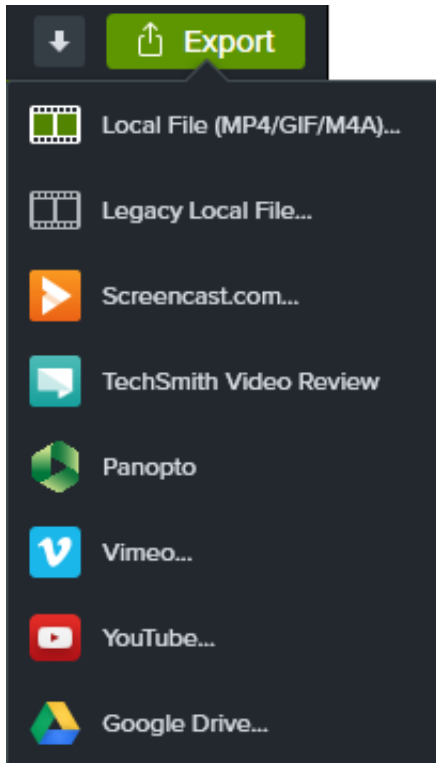 Export
Local File (MP4/GIF/M4A)...
Legacy Local File...
Screencast.com...
TechSmith Video Review
Panopto
Vimeo...
YouTube...
Google Drive...